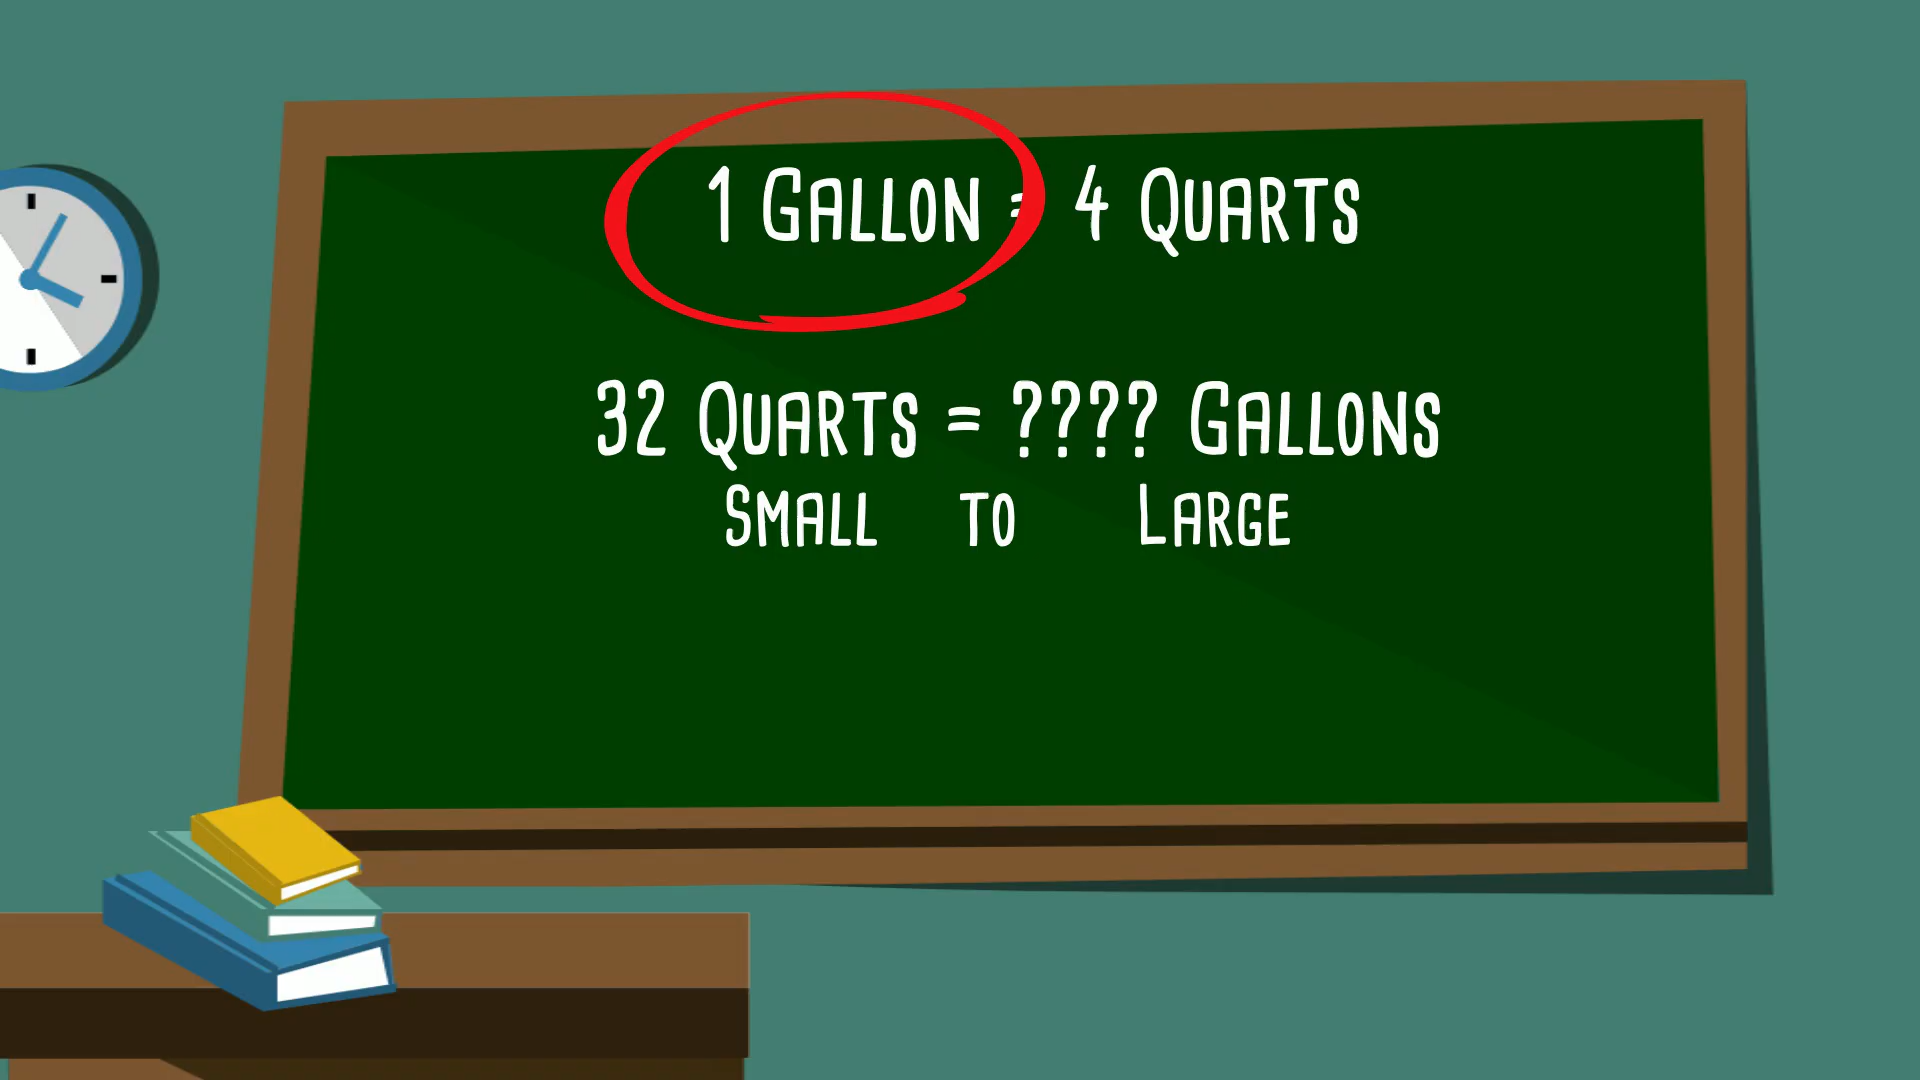 1 Gallon = 4 Quarts
32 Quarts = ???? Gallons
Small to Large